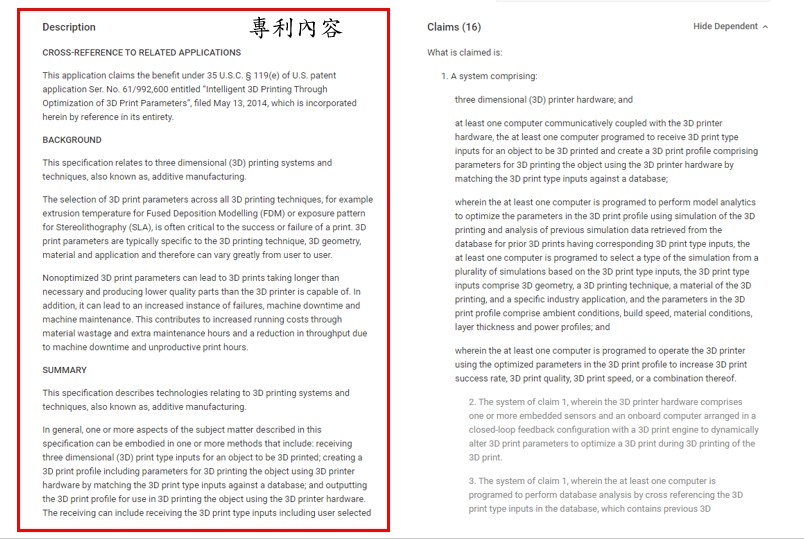 Description
專利內容
CROSS-REFERENCE TO RELATED APPLICATIONS
This application claims the benefit under 35 U.S.C. § 119(e) of U.S. patent
application Ser. No. 61/992,600 entitled “Intelligent 3D Printing Through
Optimization of 3D Print Parameters”, filed May 13, 2014, which is incorporated
herein by reference in its entirety.
BACKGROUND
This specification relates to three dimensional (3D) printing systems and
techniques, also known as, additive manufacturing.
The selection of 3D print parameters across all 3D printing techniques, for example
extrusion temperature for Fused Deposition Modelling (FDM) or exposure pattern
for Stereolithography (SLA), is often critical to the success or failure of a print. 3D
print parameters are typically specific to the 3D printing technique, 3D geometry,
material and application and therefore can vary greatly from user to user.
Nonoptimized 3D print parameters can lead to 3D prints taking longer than
necessary and producing lower quality parts than the 3D printer is capable of. In
addition, it can lead to an increased instance of failures, machine downtime and
machine maintenance. This contributes to increased running costs through
material wastage and extra maintenance hours and a reduction in throughput due
to machine downtime and unproductive print hours.
SUMMARY
This specification describes technologies relating to 3D printing systems and
techniques, also known as, additive manufacturing.
In general, one or more aspects of the subject matter described in this
specification can be embodied in one or more methods that include: receiving
three dimensional (3D) print type inputs for an object to be 3D printed; creating a
3D print profile including parameters for 3D printing the object using 3D printer
hardware by matching the 3D print type inputs against a database; and outputting
the 3D print profile for use in 3D printing the object using the 3D printer hardware.
The receiving can include receiving the 3D print type inputs including user selected
Claims (16)
Hide Dependent
What is claimed is:
1. A system comprising:
three dimensional (3D) printer hardware; and
at least one computer communicatively coupled with the 3D printer
hardware, the at least one computer programed to receive 3D print type
inputs for an object to be 3D printed and create a 3D print profile comprising
parameters for 3D printing the object using the 3D printer hardware by
matching the 3D print type inputs against a database;
wherein the at least one computer is programed to perform model analytics
to optimize the parameters in the 3D print profile using simulation of the 3D
printing and analysis of previous simulation data retrieved from the
database for prior 3D prints having corresponding 3D print type inputs, the
at least one computer is programed to select a type of the simulation from a
plurality of simulations based on the 3D print type inputs, the 3D print type
inputs comprise 3D geometry, a 3D printing technique, a material of the 3D
printing, and a specific industry application, and the parameters in the 3D
print profile comprise ambient conditions, build speed, material conditions,
layer thickness and power profiles; and
wherein the at least one computer is programed to operate the 3D printer
using the optimized parameters in the 3D print profile to increase 3D print
success rate, 3D print quality, 3D print speed, or a combination thereof.
2. The system of claim 1, wherein the 3D printer hardware comprises
one or more embedded sensors and an onboard computer arranged in a
closed-loop feedback configuration with a 3D print engine to dynamically
alter 3D print parameters to optimize a 3D print during 3D printing of the
3D print.
3. The system of claim 1, wherein the at least one computer is
programed to perform database analysis by cross referencing the 3D
print type inputs in the database, which contains previous 3D